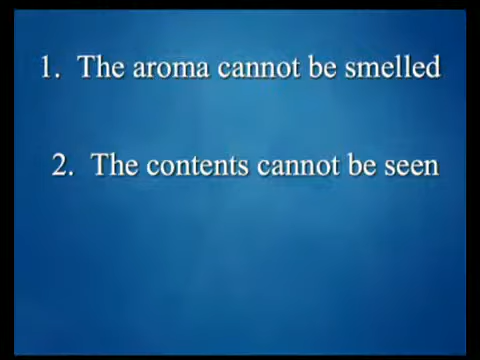 1. The aroma cannot be smelled
2. The contents cannot be seen